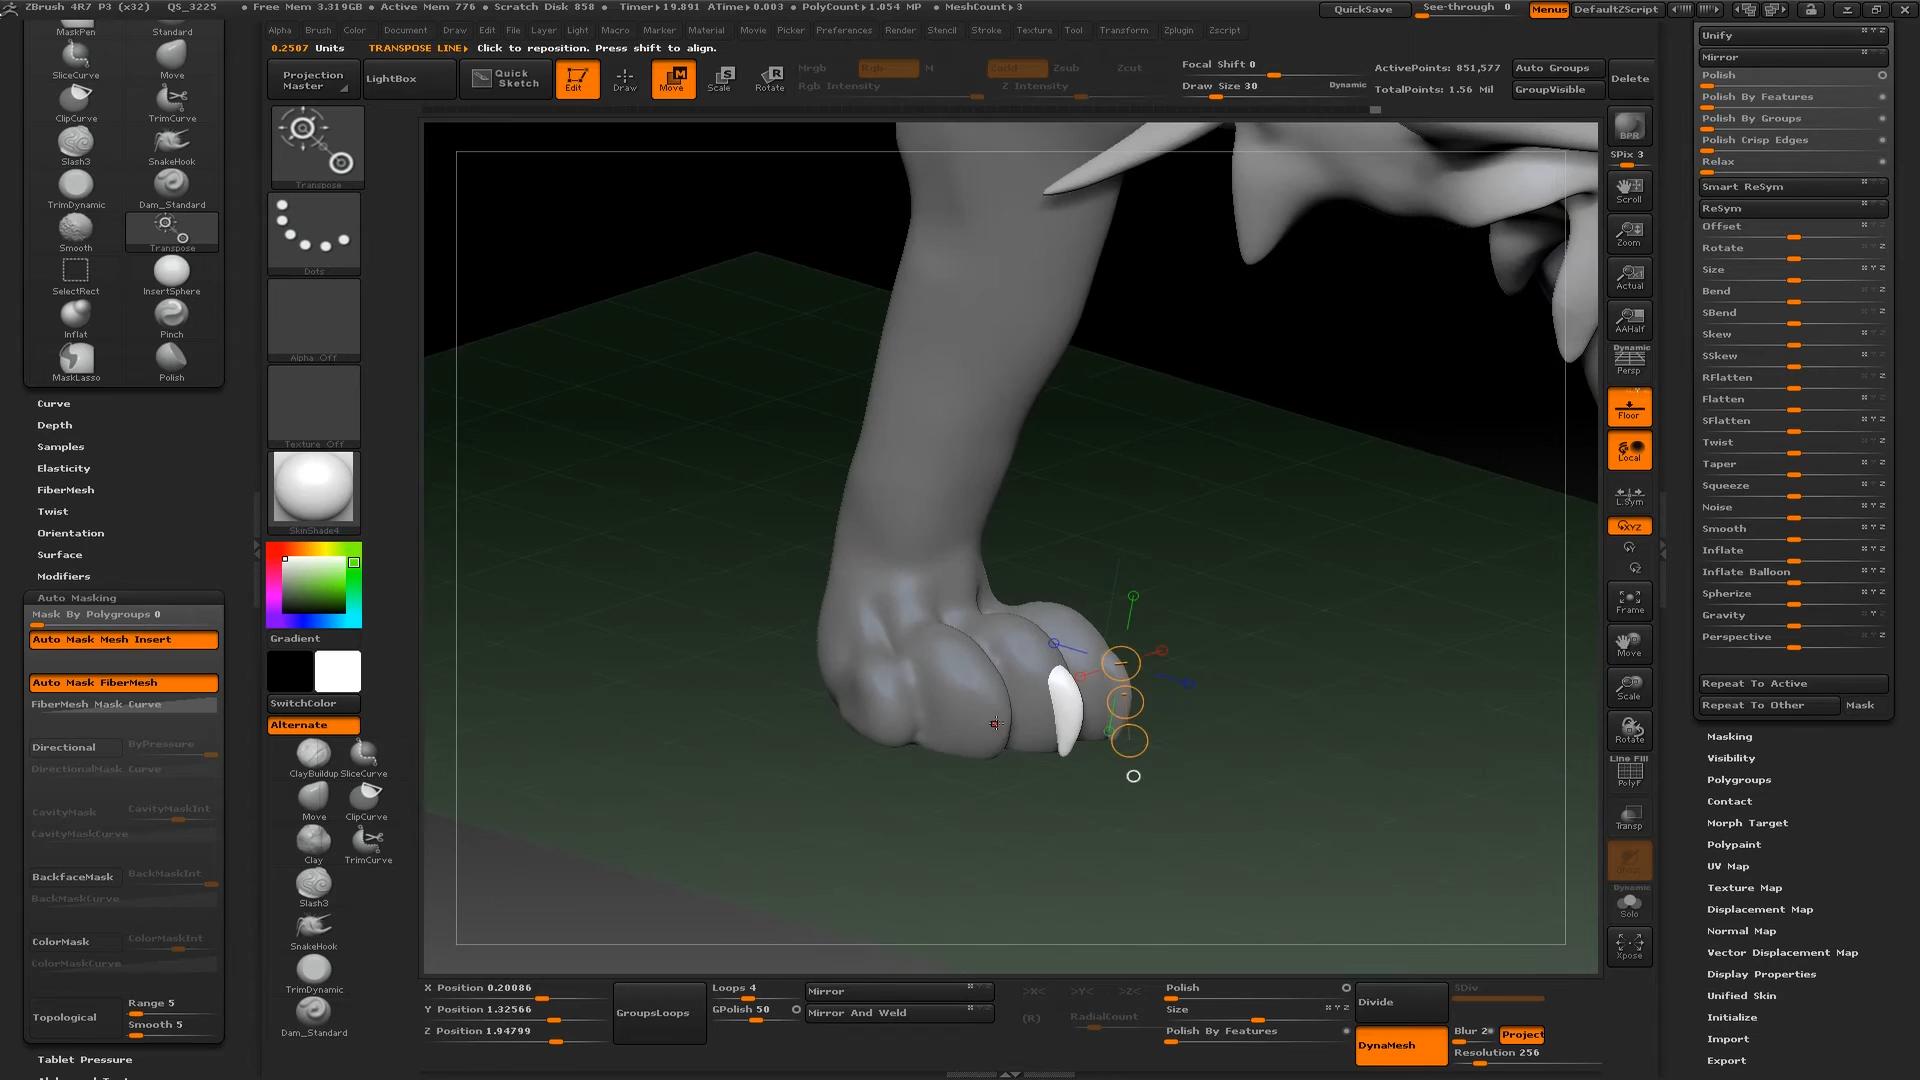 ZBrush 4R7 P3 (x32)   QS_3225   • Free Mem 3.319GB • Active Mem 776 • Scratch Disk 858 •   Timer▸19.891 ATime▸0.003 • PolyCount▸1.054 MP   • MeshCount▸3
QuickSave
See-through 0
Menus
DefaultZScript
Alpha Brush Color Document Draw Edit File Layer Light Macro Marker Material Movie Picker Preferences Render Stencil Stroke Texture Tool Transform Zplugin Zscript
0.2507 Units   TRANSPOSE LINE▸ Click to reposition. Press shift to align.
Projection Master
LightBox
Quick Sketch
Edit
Draw
Move
Scale
Rotate
Mrgb
Rgb
M
Rgb Intensity
Zadd
Zsub
Zcut
Z Intensity
Focal Shift 0
Draw Size 30
Dynamic
ActivePoints: 851,577
TotalPoints: 1.56 Mil
Auto Groups
GroupVisible
Delete
MaskPen
Standard
SliceCurve
Move
ClipCurve
TrimCurve
Slash3
SnakeHook
TrimDynamic
Dam_Standard
Smooth
Transpose
SelectRect
InsertSphere
Inflat
Pinch
MaskLasso
Polish
Curve
Depth
Samples
Elasticity
FiberMesh
Twist
Orientation
Surface
Modifiers
Auto Masking
Mask By Polygroups 0
Auto Mask Mesh Insert
Auto Mask FiberMesh
FiberMesh Mask Curve
Directional
ByPressure
DirectionalMask Curve
CavityMask
CavityMaskInt
CavityMaskCurve
BackfaceMask
BackMaskInt
BackMaskCurve
ColorMask
ColorMaskInt
ColorMaskCurve
Topological
Range 5
Smooth 5
Tablet Pressure
Transpose
Dots
Alpha Off
Texture Off
SkinShade4
Gradient
SwitchColor
Alternate
ClayBuildup
SliceCurve
Move
ClipCurve
Clay
TrimCurve
Slash3
SnakeHook
TrimDynamic
Dam_Standard
X Position 0.20086
Y Position 1.32566
Z Position 1.94799
GroupsLoops
Loops 4
GPolish 50
Mirror
Mirror And Weld
>X<
>Y<
>Z<
(R)
RadialCount
Polish
Size
Polish By Features
Divide
DynaMesh
SDiv
Blur 2
Project
Resolution 256
BPR
SPix 3
Scroll
Zoom
Actual
AAHalf
Dynamic
Persp
Floor
Local
L.Sym
XYZ
Frame
Move
Scale
Rotate
Line Fill
PolyF
Transp
Dynamic
Solo
Xpose
Unify
Mirror
Polish
Polish By Features
Polish By Groups
Polish Crisp Edges
Relax
Smart ReSym
ReSym
Offset
Rotate
Size
Bend
SBend
Skew
SSkew
RFlatten
Flatten
SFlatten
Twist
Taper
Squeeze
Noise
Smooth
Inflate
Inflate Balloon
Spherize
Gravity
Perspective
Repeat To Active
Repeat To Other
Mask
Masking
Visibility
Polygroups
Contact
Morph Target
Polypaint
UV Map
Texture Map
Displacement Map
Normal Map
Vector Displacement Map
Display Properties
Unified Skin
Initialize
Import
Export